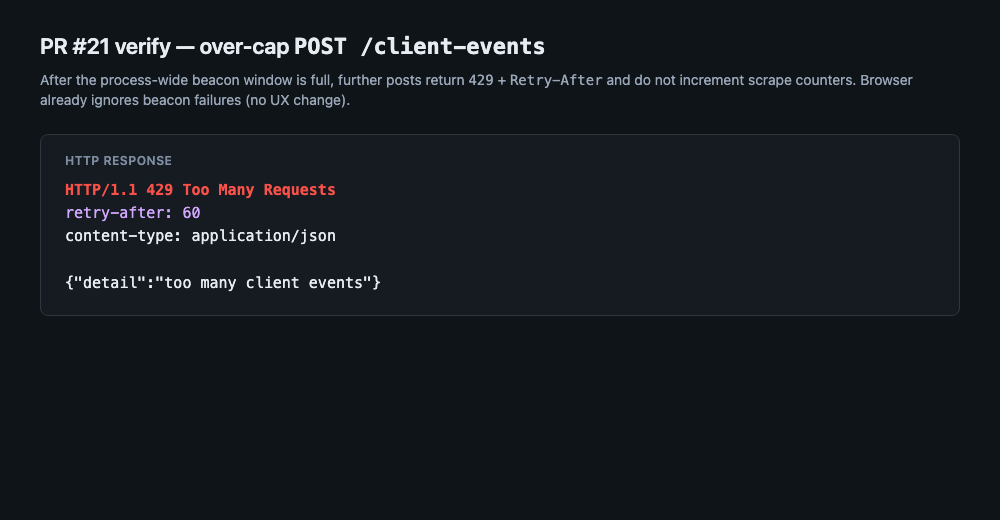 PR #21 verify — over-cap POST /client-events
After the process-wide beacon window is full, further posts return 429 + Retry-After and do not increment scrape counters. Browser
already ignores beacon failures (no UX change).
HTTP RESPONSE
HTTP/1.1 429 Too Many Requests
retry-after: 60
content-type: application/json
{"detail":"too many client events"}